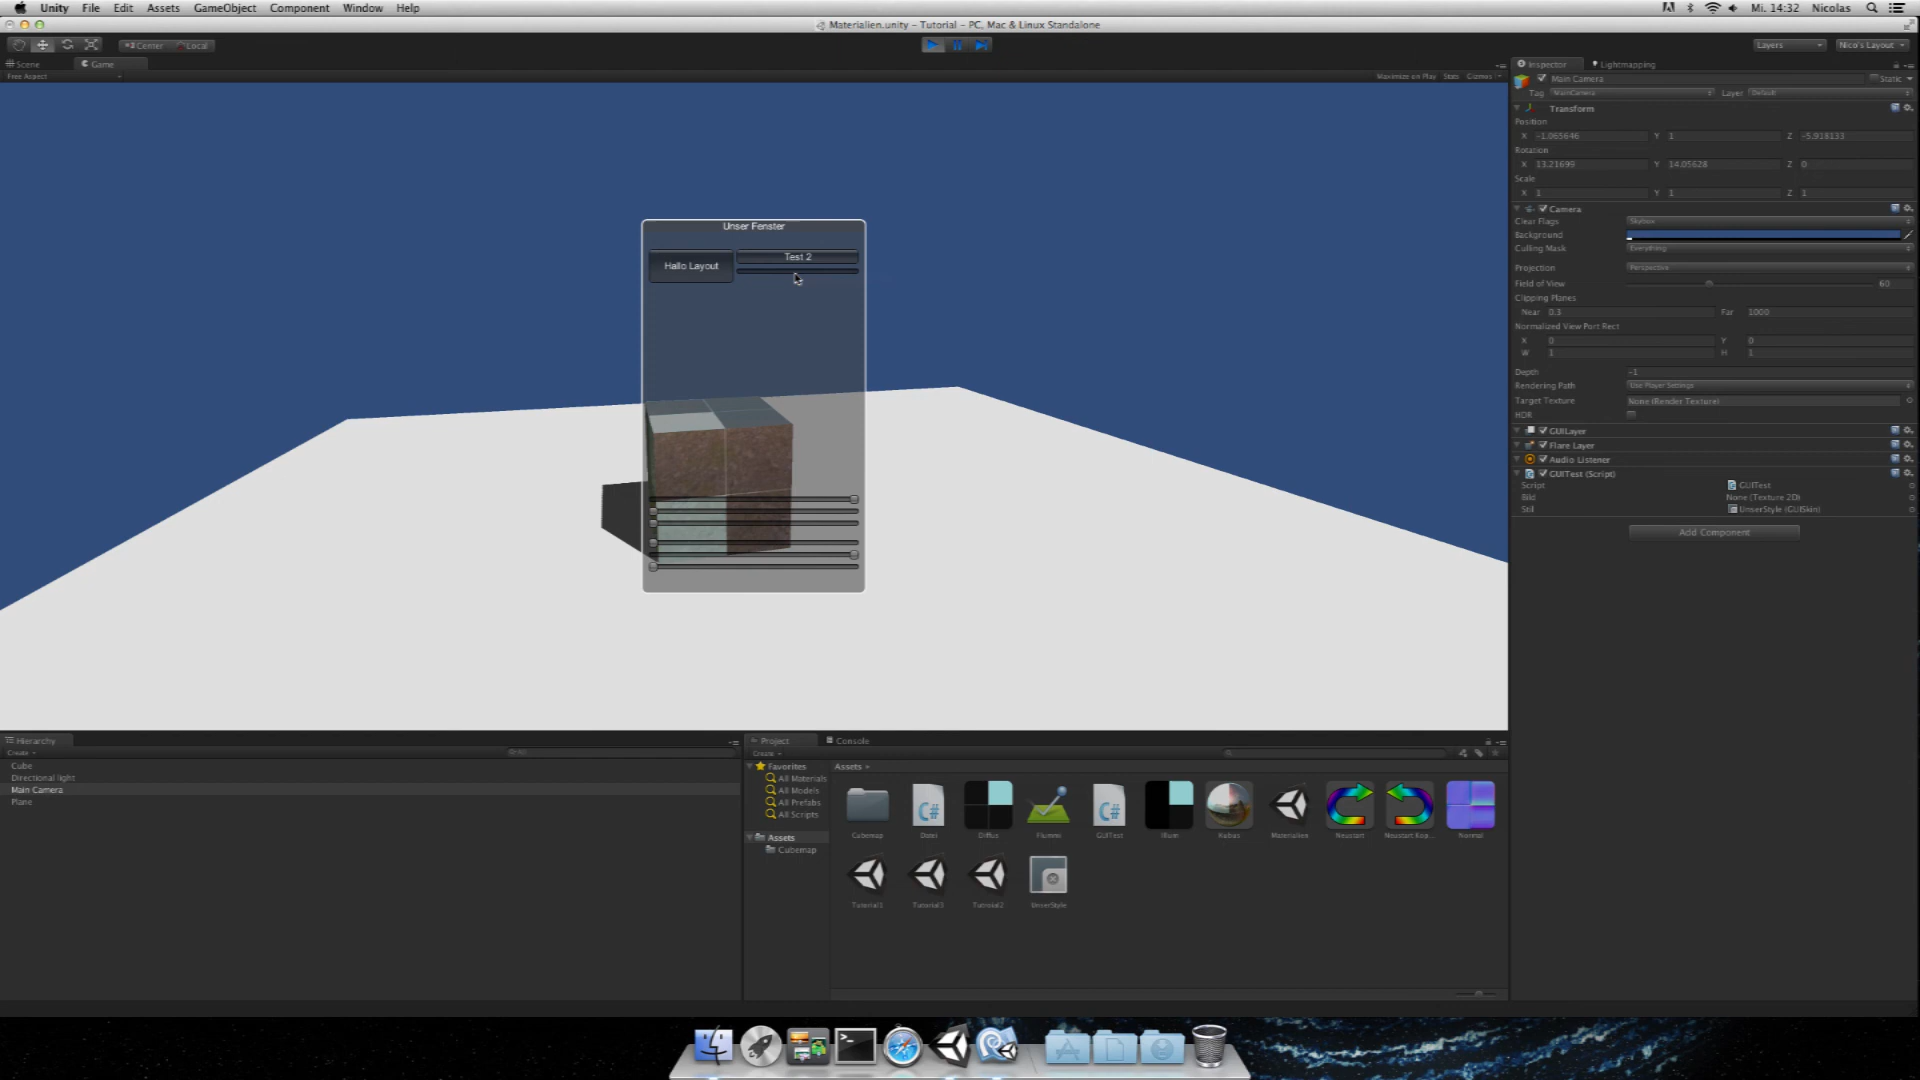 Unity File Edit Assets GameObject Component Window Help
Mi. 14:32 Nicolas
Materialien.unity – Tutorial – PC, Mac & Linux Standalone
Center Local
Layers Nico's Layout
Scene Game
Free Aspect
Maximize on Play Stats Gizmos
Unser Fenster
Hallo Layout
Test 2
Inspector Lightmapping
Main Camera Static
Tag MainCamera Layer Default
Transform
Position
X -1.065646 Y 1 Z -5.918133
Rotation
X 13.21699 Y 14.05628 Z 0
Scale
X 1 Y 1 Z 1
Camera
Clear Flags Skybox
Background
Culling Mask Everything
Projection Perspective
Field of View 60
Clipping Planes
Near 0.3 Far 1000
Normalized View Port Rect
X 0 Y 0
W 1 H 1
Depth -1
Rendering Path Use Player Settings
Target Texture None (Render Texture)
HDR
GUILayer
Flare Layer
Audio Listener
GUITest (Script)
Script GUITest
Bild None (Texture 2D)
Stil UnserStyle (GUISkin)
Add Component
Hierarchy
Create
Cube
Directional light
Main Camera
Plane
Project Console
Create
Favorites
All Materials
All Models
All Prefabs
All Scripts
Assets
Cubemap
Assets
Cubemap Datei Diffus Flummi GUITest Illum Kubus Materialien Neustart Neustart Kop... Normal
Tutorial1 Tutorial3 Tutroial2 UnserStyle